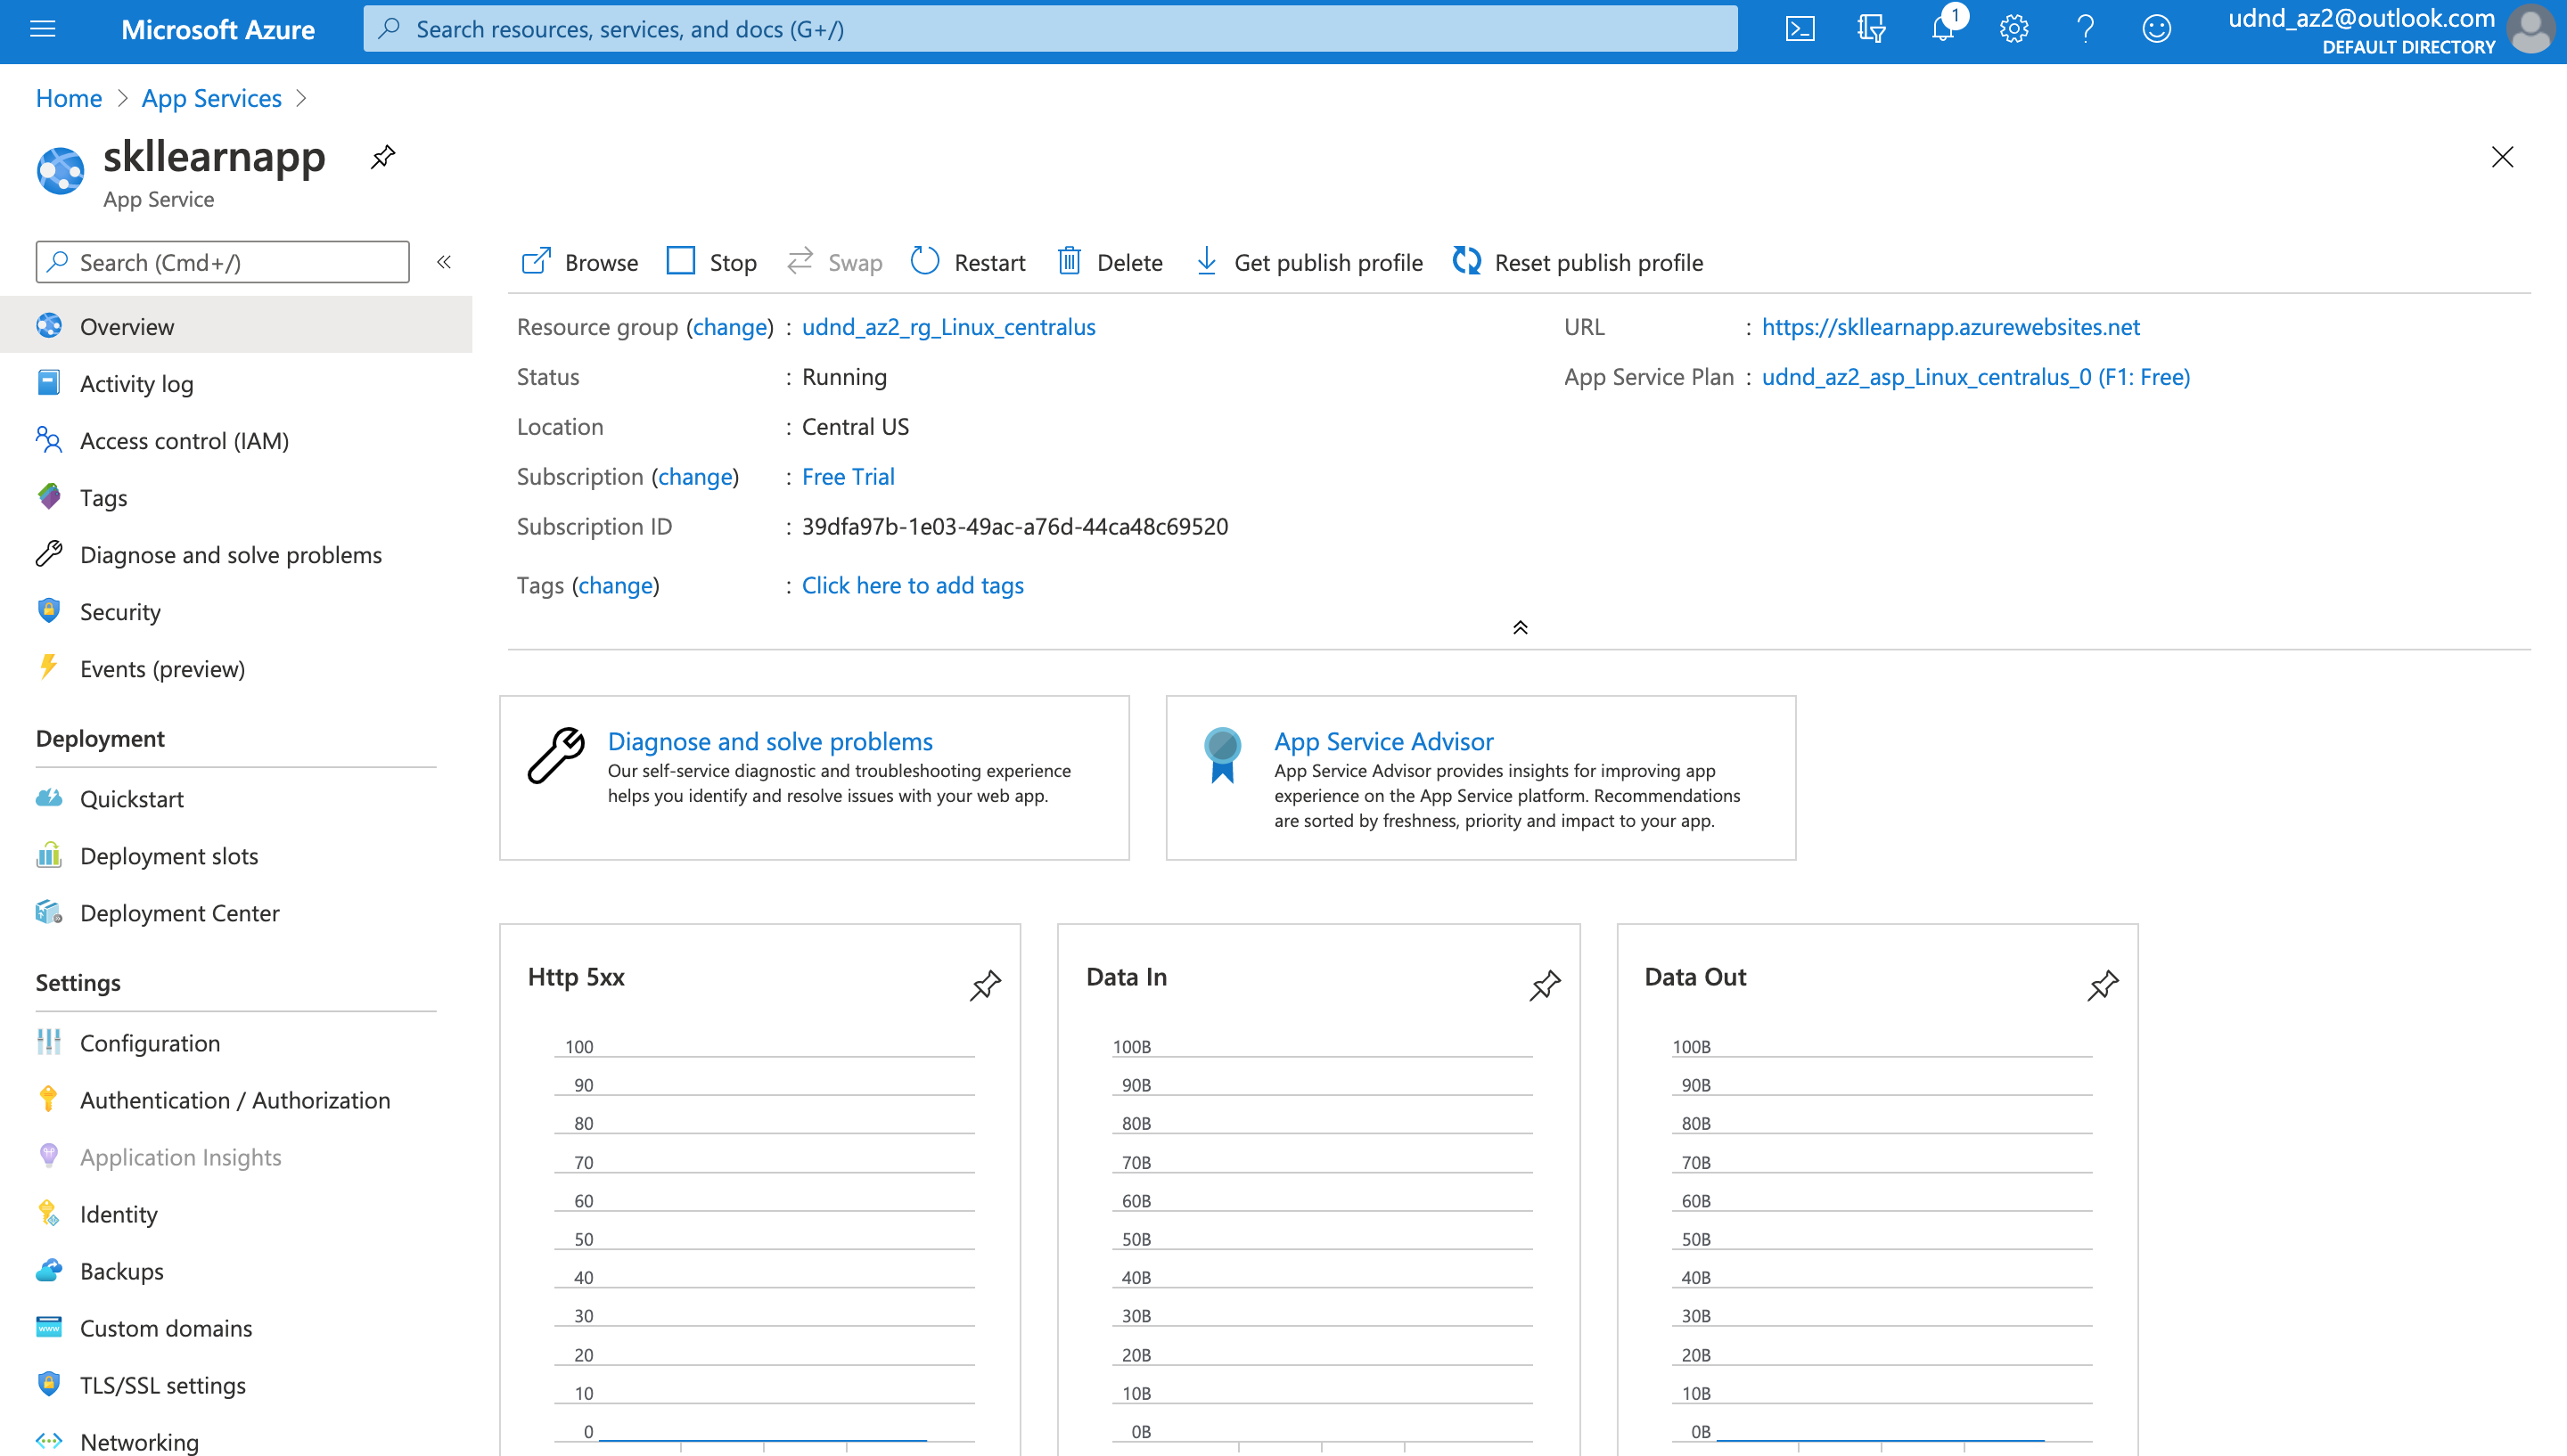 Microsoft Azure
Search resources, services, and docs (G+/)
1
udnd_az2@outlook.com
DEFAULT DIRECTORY
Home > App Services >
skllearnapp
App Service
Search (Cmd+/)
«
Overview
Activity log
Access control (IAM)
Tags
Diagnose and solve problems
Security
Events (preview)
Deployment
Quickstart
Deployment slots
Deployment Center
Settings
Configuration
Authentication / Authorization
Application Insights
Identity
Backups
Custom domains
TLS/SSL settings
Networking
Browse Stop Swap Restart Delete Get publish profile Reset publish profile
Resource group (change) : udnd_az2_rg_Linux_centralus
Status : Running
Location : Central US
Subscription (change) : Free Trial
Subscription ID : 39dfa97b-1e03-49ac-a76d-44ca48c69520
Tags (change) : Click here to add tags
URL : https://skllearnapp.azurewebsites.net
App Service Plan : udnd_az2_asp_Linux_centralus_0 (F1: Free)
Diagnose and solve problems
Our self-service diagnostic and troubleshooting experience
helps you identify and resolve issues with your web app.
App Service Advisor
App Service Advisor provides insights for improving app
experience on the App Service platform. Recommendations
are sorted by freshness, priority and impact to your app.
Http 5xx
100
90
80
70
60
50
40
30
20
10
0
Data In
100B
90B
80B
70B
60B
50B
40B
30B
20B
10B
0B
Data Out
100B
90B
80B
70B
60B
50B
40B
30B
20B
10B
0B